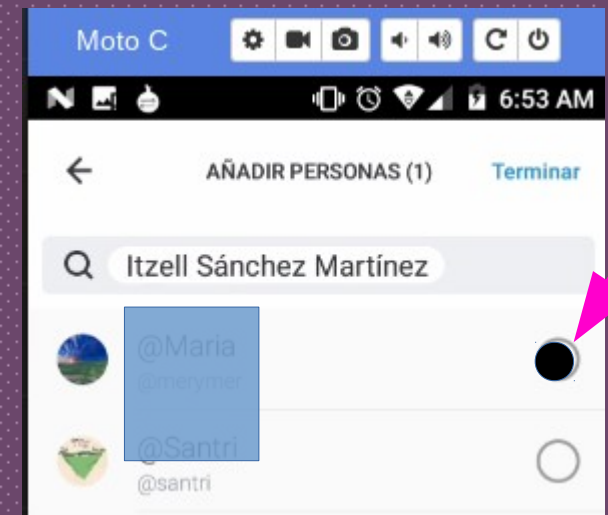 Moto C
6:53 AM
AÑADIR PERSONAS (1) Terminar
Itzell Sánchez Martínez
@Maria
@merymer
@Santri
@santri